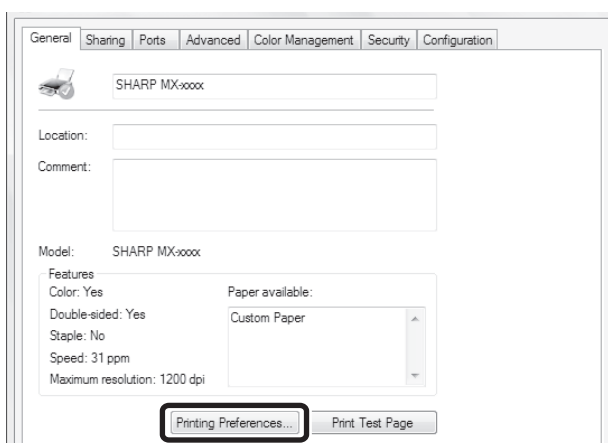 General Sharing Ports Advanced Color Management Security Configuration
SHARP MX-xxxx
Location:
Comment:
Model: SHARP MX-xxxx
Features
Color: Yes Paper available:
Double-sided: Yes Custom Paper
Staple: No
Speed: 31 ppm
Maximum resolution: 1200 dpi
Printing Preferences... Print Test Page